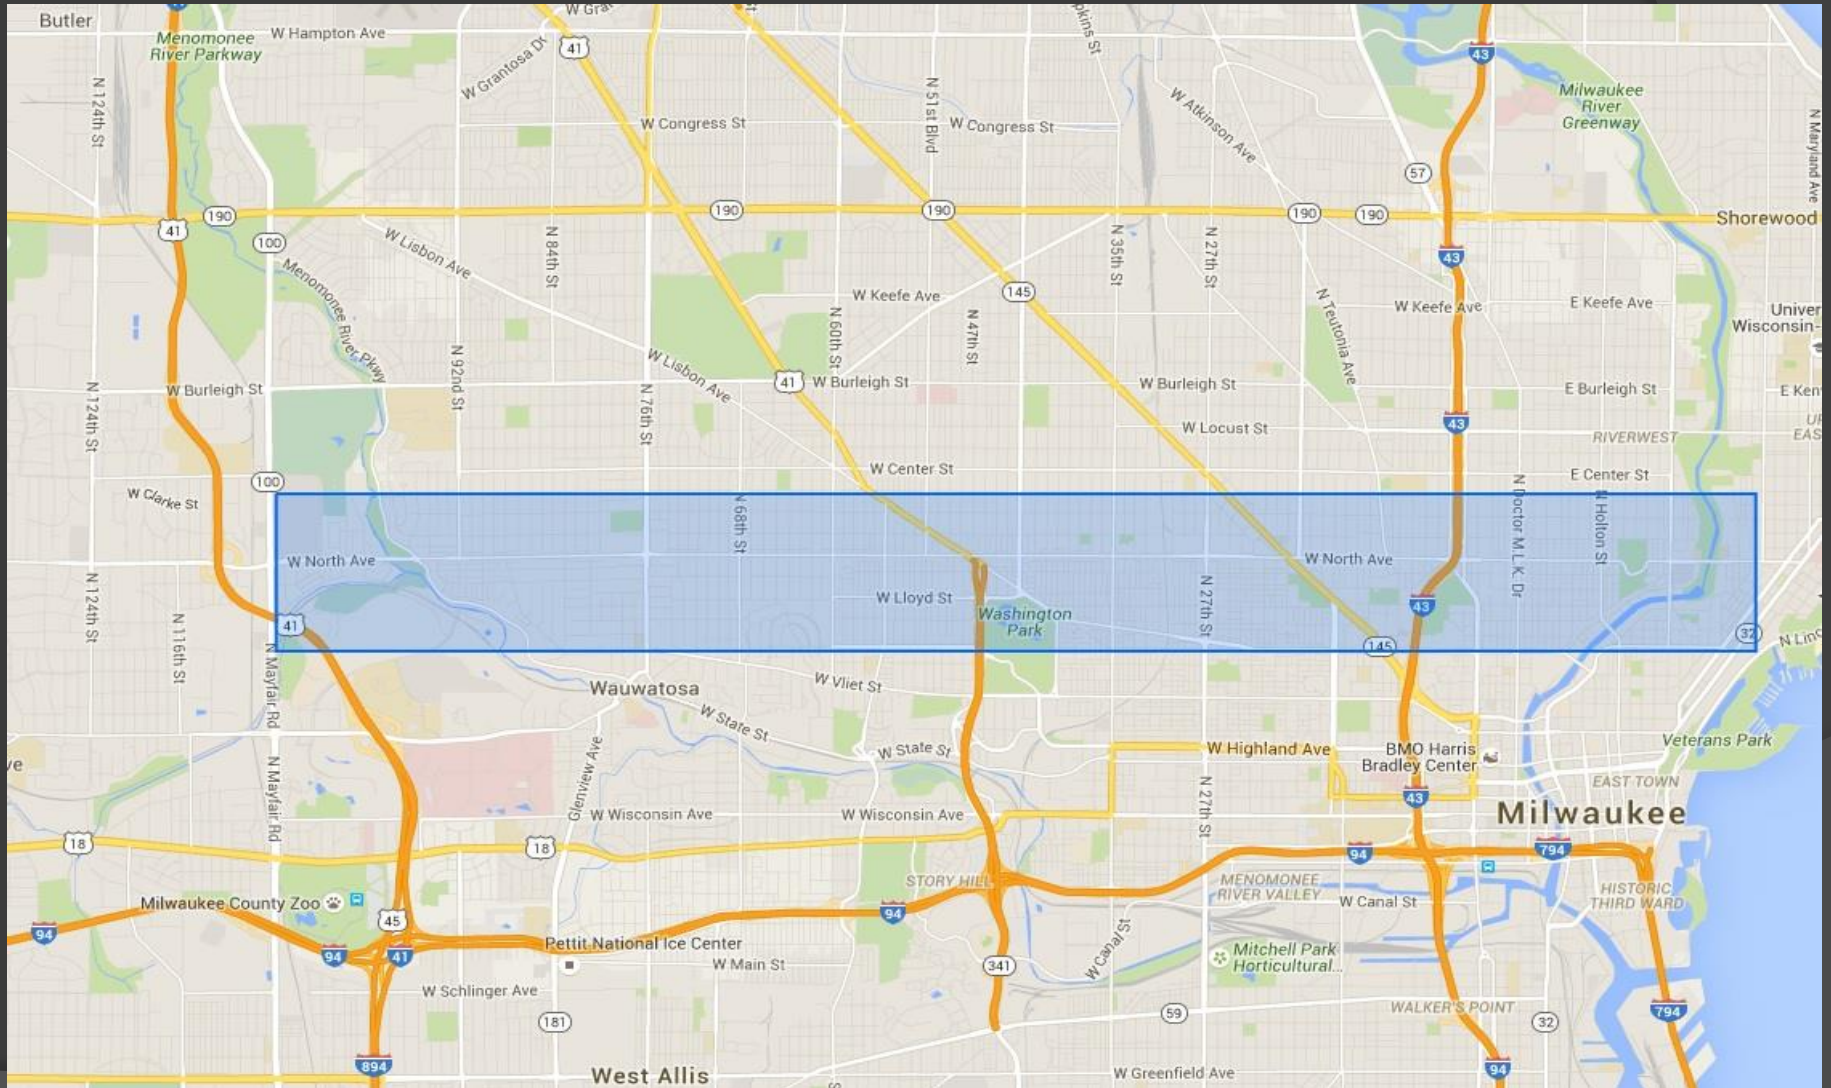 Butler
W Hampton Ave
Menomonee
River Parkway
W Grantosa Dr
41
43
N 124th St
N 51st Blvd
W Congress St
W Congress St
W Atkinson Ave
Milwaukee
River
Greenway
N Maryland Ave
57
190
190
190
190
190
Shorewood
41
100
43
W Lisbon Ave
N 84th St
N 35th St
N 27th St
Menomonee River Pkwy
145
W Keefe Ave
N Teutonia Ave
W Keefe Ave
E Keefe Ave
N 60th St
N 47th St
N 92nd St
W Lisbon Ave
W Burleigh St
41
W Burleigh St
W Burleigh St
E Burleigh St
N 124th St
N 76th St
43
W Locust St
RIVERWEST
100
W Center St
E Center St
W Clarke St
N 68th St
N Doctor M.L.K. Dr
N Holton St
W North Ave
W North Ave
N 124th St
W Lloyd St
N 27th St
43
Washington
Park
41
N 116th St
145
32
N Mayfair Rd
Wauwatosa
W Vliet St
W State St
W State St
W Highland Ave
BMO Harris
Bradley Center
Veterans Park
N Mayfair Rd
Glenview Ave
EAST TOWN
N 27th St
43
Milwaukee
W Wisconsin Ave
W Wisconsin Ave
18
18
94
794
STORY HILL
MENOMONEE
RIVER VALLEY
HISTORIC
THIRD WARD
Milwaukee County Zoo
W Canal St
94
45
94
94
41
Pettit National Ice Center
W Canal St
Mitchell Park
Horticultural...
W Main St
341
W Schlinger Ave
181
59
WALKER'S POINT
32
794
894
West Allis
W Greenfield Ave
94